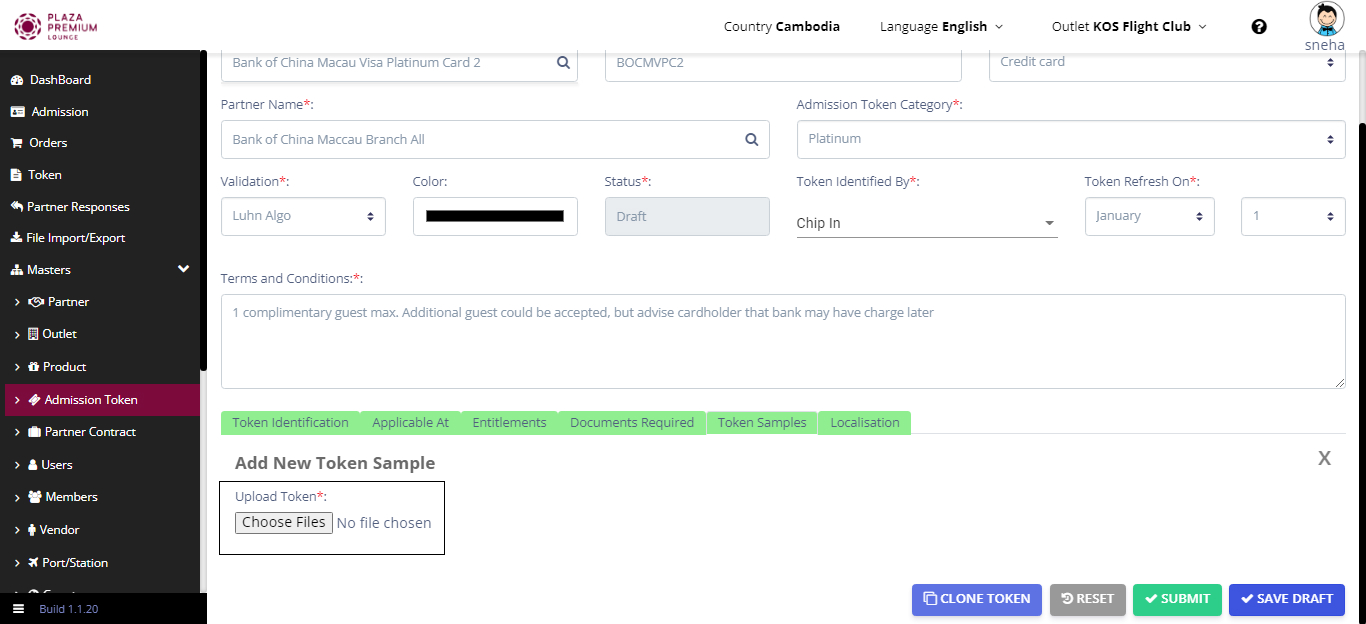 PLAZA
PREMIUM
LOUNGE
Country Cambodia
Language English
Outlet KOS Flight Club
sneha
DashBoard
Admission
Orders
Token
Partner Responses
File Import/Export
Masters
Partner
Outlet
Product
Admission Token
Partner Contract
Users
Members
Vendor
Port/Station
Build 1.1.20
Bank of China Macau Visa Platinum Card 2
BOCMVPC2
Credit card
Partner Name*:
Admission Token Category*:
Bank of China Maccau Branch All
Platinum
Validation*:
Color:
Status*:
Token Identified By*:
Token Refresh On*:
Luhn Algo
Draft
Chip In
January
1
Terms and Conditions:*:
1 complimentary guest max. Additional guest could be accepted, but advise cardholder that bank may have charge later
Token Identification
Applicable At
Entitlements
Documents Required
Token Samples
Localisation
Add New Token Sample
X
Upload Token*:
Choose Files No file chosen
CLONE TOKEN
RESET
SUBMIT
SAVE DRAFT